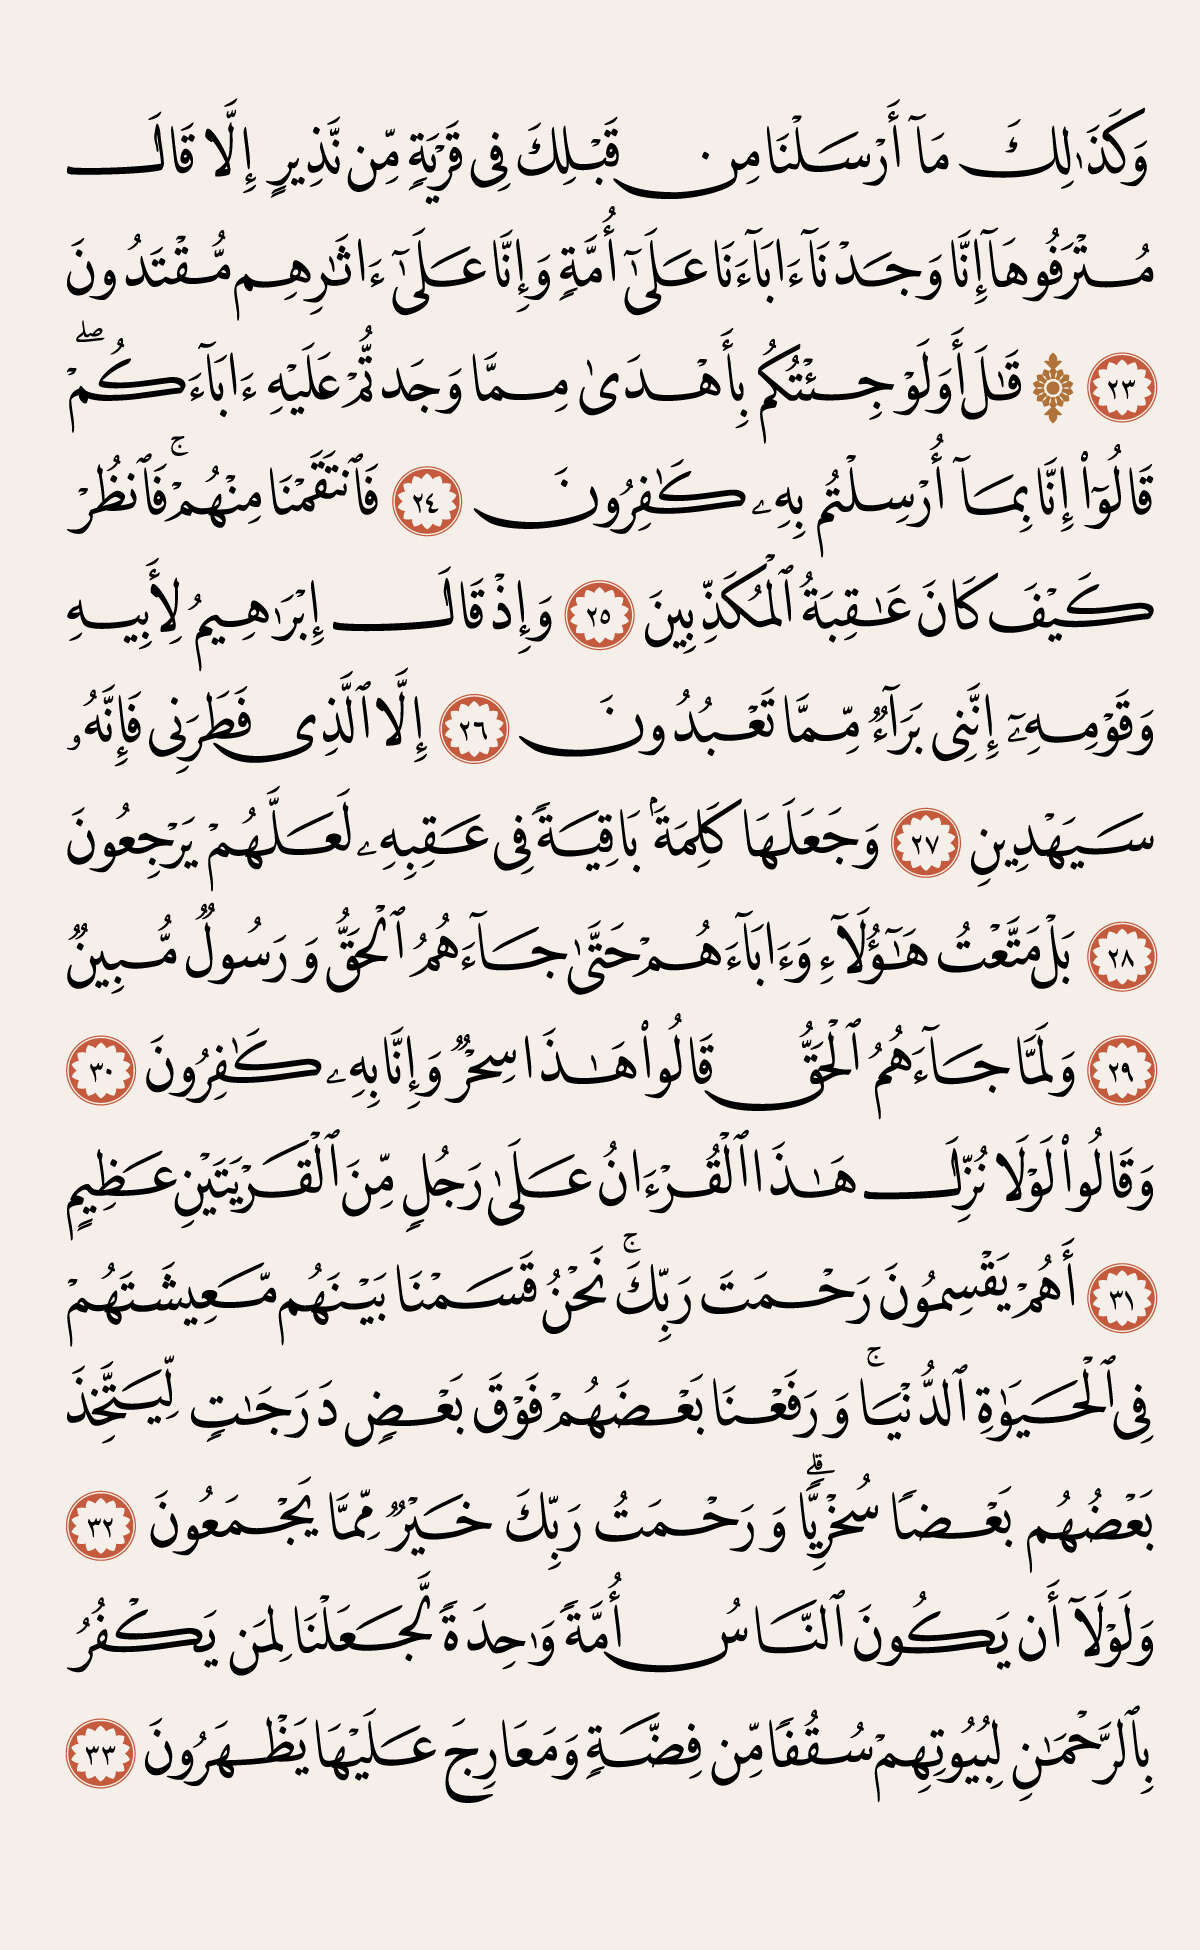 وَكَذَٰلِكَ مَآ أَرْسَلْنَا مِن قَبْلِكَ فِى قَرْيَةٍ مِّن نَّذِيرٍ إِلَّا قَالَ
مُتْرَفُوهَآ إِنَّا وَجَدْنَآ ءَابَآءَنَا عَلَىٰٓ أُمَّةٍ وَإِنَّا عَلَىٰٓ ءَاثَـٰرِهِم مُّقْتَدُونَ
٢٣ ۞ قَـٰلَ أَوَلَوْ جِئْتُكُم بِأَهْدَىٰ مِمَّا وَجَدتُّمْ عَلَيْهِ ءَابَآءَكُمْ ۖ
قَالُوٓا۟ إِنَّا بِمَآ أُرْسِلْتُم بِهِۦ كَـٰفِرُونَ ٢٤ فَٱنتَقَمْنَا مِنْهُمْ ۖۚ فَٱنظُرْ
كَيْفَ كَانَ عَـٰقِبَةُ ٱلْمُكَذِّبِينَ ٢٥ وَإِذْ قَالَ إِبْرَٰهِيمُ لِأَبِيهِ
وَقَوْمِهِۦٓ إِنَّنِى بَرَآءٌ مِّمَّا تَعْبُدُونَ ٢٦ إِلَّا ٱلَّذِى فَطَرَنِى فَإِنَّهُۥ
سَيَهْدِينِ ٢٧ وَجَعَلَهَا كَلِمَةًۢ بَاقِيَةً فِى عَقِبِهِۦ لَعَلَّهُمْ يَرْجِعُونَ
٢٨ بَلْ مَتَّعْتُ هَـٰٓؤُلَآءِ وَءَابَآءَهُمْ حَتَّىٰ جَآءَهُمُ ٱلْحَقُّ وَرَسُولٌ مُّبِينٌ
٢٩ وَلَمَّا جَآءَهُمُ ٱلْحَقُّ قَالُوا۟ هَـٰذَا سِحْرٌ وَإِنَّا بِهِۦ كَـٰفِرُونَ ٣٠
وَقَالُوا۟ لَوْلَا نُزِّلَ هَـٰذَا ٱلْقُرْءَانُ عَلَىٰ رَجُلٍ مِّنَ ٱلْقَرْيَتَيْنِ عَظِيمٍ
٣١ أَهُمْ يَقْسِمُونَ رَحْمَتَ رَبِّكَ ۚ نَحْنُ قَسَمْنَا بَيْنَهُم مَّعِيشَتَهُمْ
فِى ٱلْحَيَوٰةِ ٱلدُّنْيَا ۚ وَرَفَعْنَا بَعْضَهُمْ فَوْقَ بَعْضٍ دَرَجَـٰتٍ لِّيَتَّخِذَ
بَعْضُهُم بَعْضًا سُخْرِيًّا ۗ وَرَحْمَتُ رَبِّكَ خَيْرٌ مِّمَّا يَجْمَعُونَ ٣٢
وَلَوْلَآ أَن يَكُونَ ٱلنَّاسُ أُمَّةً وَٰحِدَةً لَّجَعَلْنَا لِمَن يَكْفُرُ
بِٱلرَّحْمَـٰنِ لِبُيُوتِهِمْ سُقُفًا مِّن فِضَّةٍ وَمَعَارِجَ عَلَيْهَا يَظْهَرُونَ ٣٣